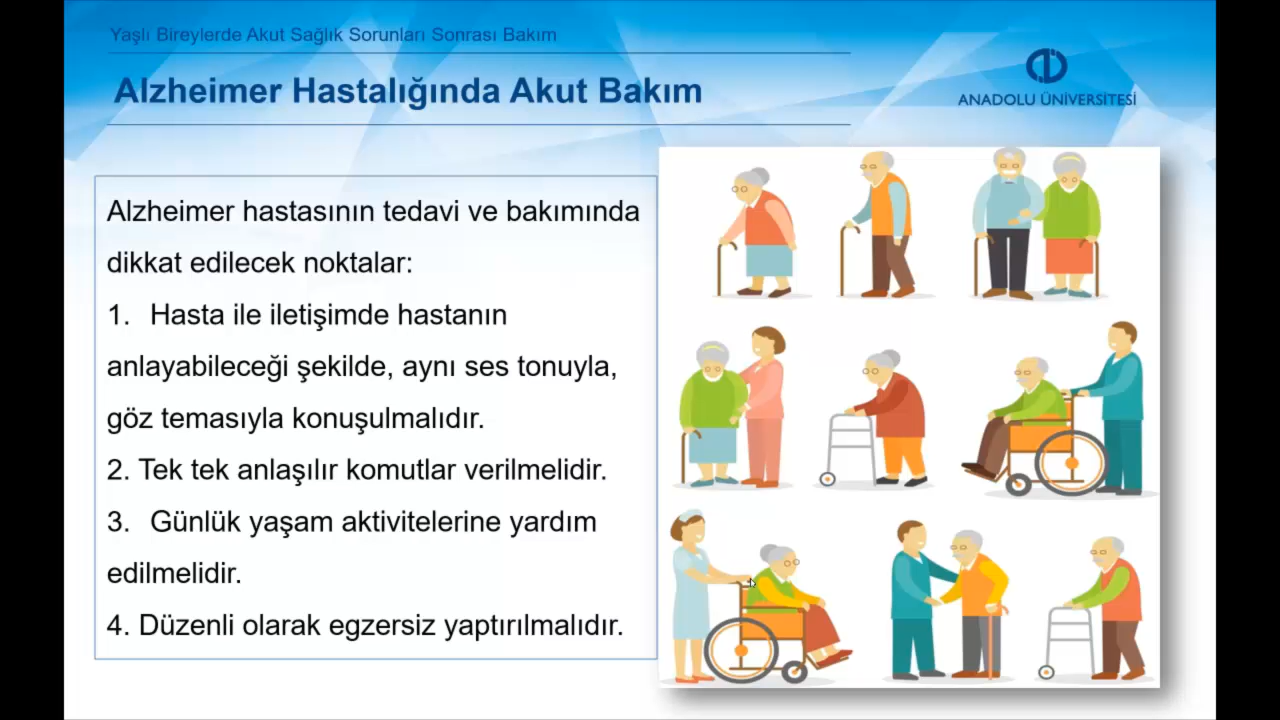 Yaşlı Bireylerde Akut Sağlık Sorunları Sonrası Bakım
Alzheimer Hastalığında Akut Bakım
ANADOLU ÜNİVERSİTESİ
Alzheimer hastasının tedavi ve bakımında
dikkat edilecek noktalar:
1. Hasta ile iletişimde hastanın
anlayabileceği şekilde, aynı ses tonuyla,
göz temasıyla konuşulmalıdır.
2. Tek tek anlaşılır komutlar verilmelidir.
3. Günlük yaşam aktivitelerine yardım
edilmelidir.
4. Düzenli olarak egzersiz yaptırılmalıdır.